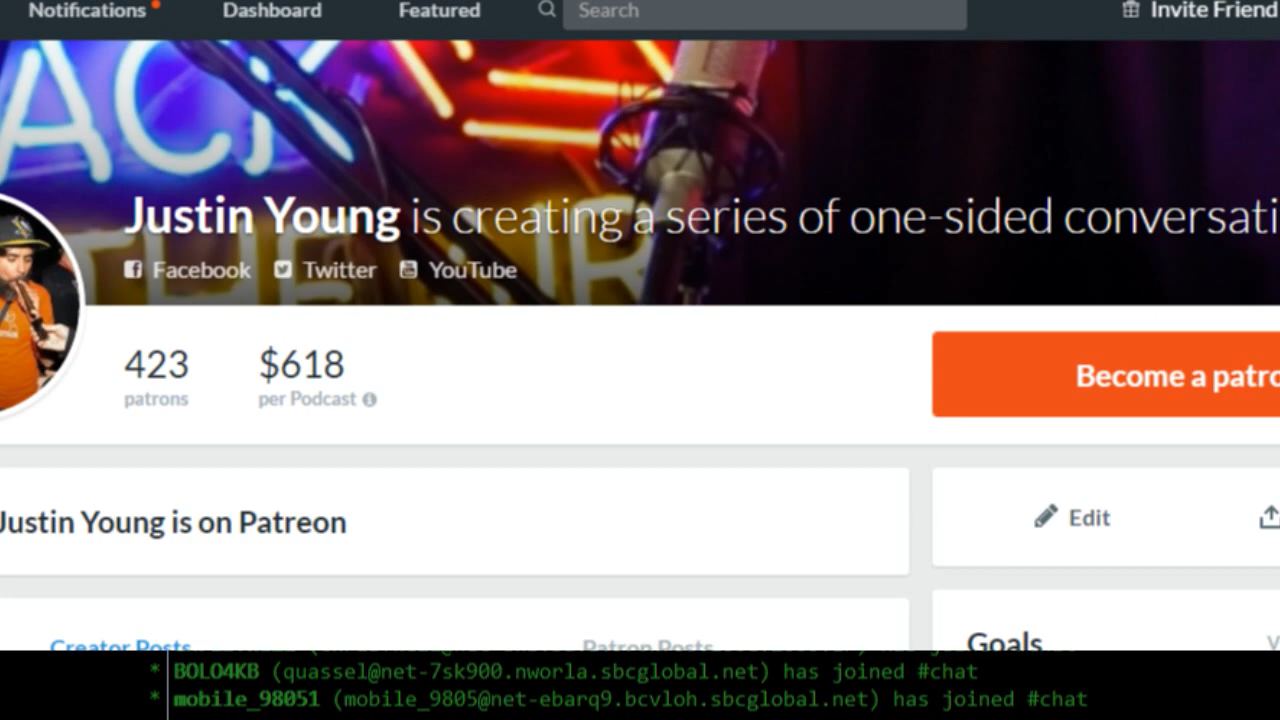 Notifications Dashboard Featured Search Invite Friend
ACK
THE
Justin Young is creating a series of one-sided conversati
Facebook Twitter YouTube
423 $618 Become a patro
patrons per Podcast
Justin Young is on Patreon
Edit
Creator Posts Patron Posts Goals
* BOLO4KB (quassel@net-7sk900.nworla.sbcglobal.net) has joined #chat
* mobile_98051 (mobile_9805@net-ebarq9.bcvloh.sbcglobal.net) has joined #chat